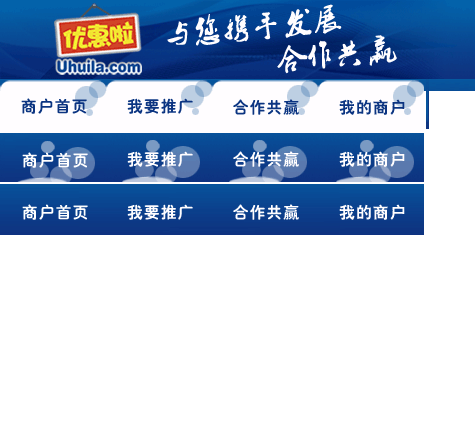 优惠啦
Uhuila.com
与您携手发展
合作共赢
商户首页 我要推广 合作共赢 我的商户
商户首页 我要推广 合作共赢 我的商户
商户首页 我要推广 合作共赢 我的商户